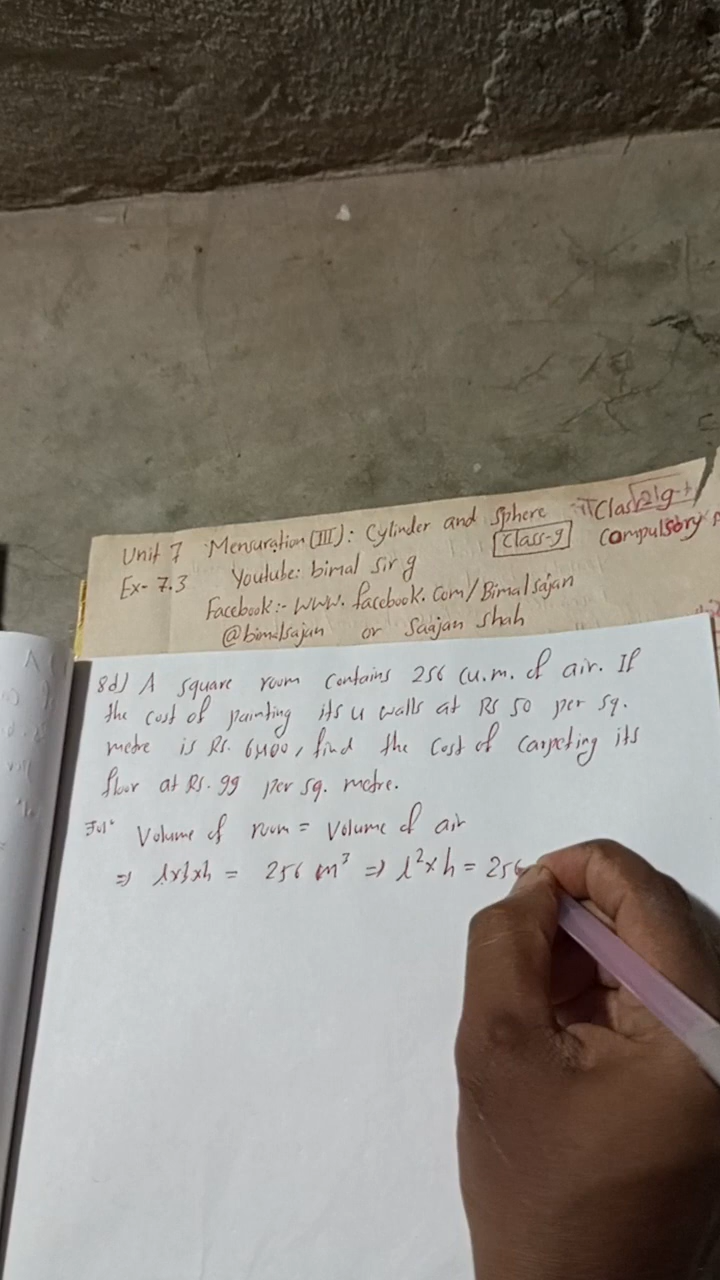 Unit 7 Mensuration (III): Cylinder and Sphere
Class-9
Compulsory
Ex- 7.3 Youtube: bimal sir g
Facebook:- www.facebook.com/Bimalsajan
@bimalsajan or Saajan Shah
8d) A square room contains 256 cu.m. of air. If
the cost of painting its 4 walls at Rs 50 per sq.
metre is Rs. 6400, find the cost of carpeting its
floor at Rs. 99 per sq. metre.
Solⁿ Volume of room = Volume of air
⇒ l×l×h = 256 m³ ⇒ l²×h = 256